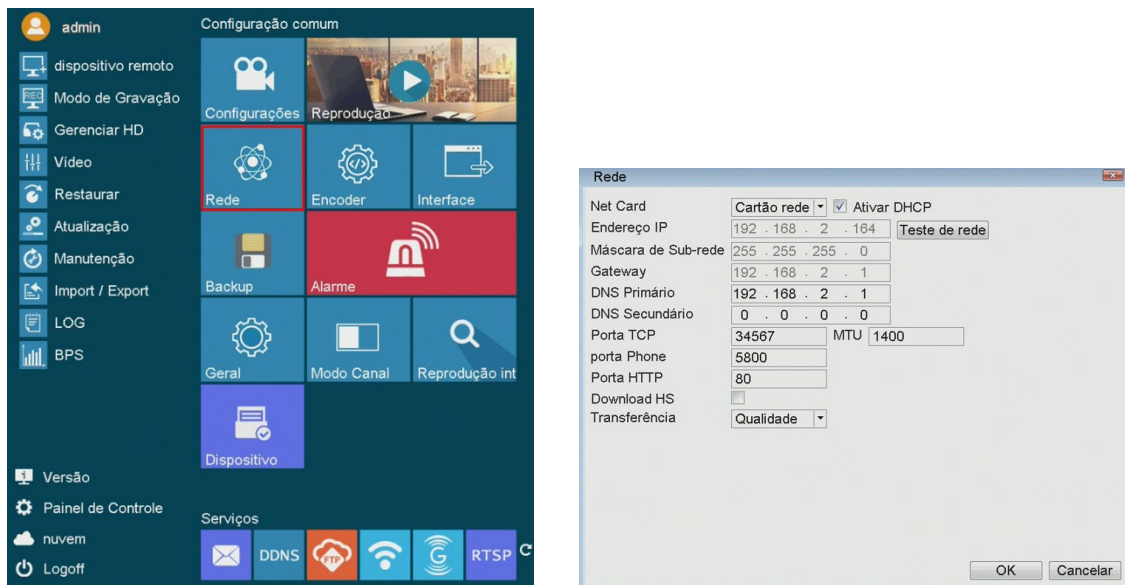 admin
dispositivo remoto
REC
Modo de Gravação
Gerenciar HD
Vídeo
Restaurar
Atualização
Manutenção
Import / Export
LOG
BPS
Versão
Painel de Controle
nuvem
Logoff
Configuração comum
Configurações
Reprodução
Rede
Encoder
Interface
Backup
Alarme
Geral
Modo Canal
Reprodução int
Dispositivo
Serviços
DDNS
FTP
G
RTSP
Rede
Net Card Cartão rede Ativar DHCP
Endereço IP 192 . 168 . 2 . 164 Teste de rede
Máscara de Sub-rede 255 . 255 . 255 . 0
Gateway 192 . 168 . 2 . 1
DNS Primário 192 . 168 . 2 . 1
DNS Secundário 0 . 0 . 0 . 0
Porta TCP 34567 MTU 1400
porta Phone 5800
Porta HTTP 80
Download HS
Transferência Qualidade
OK Cancelar